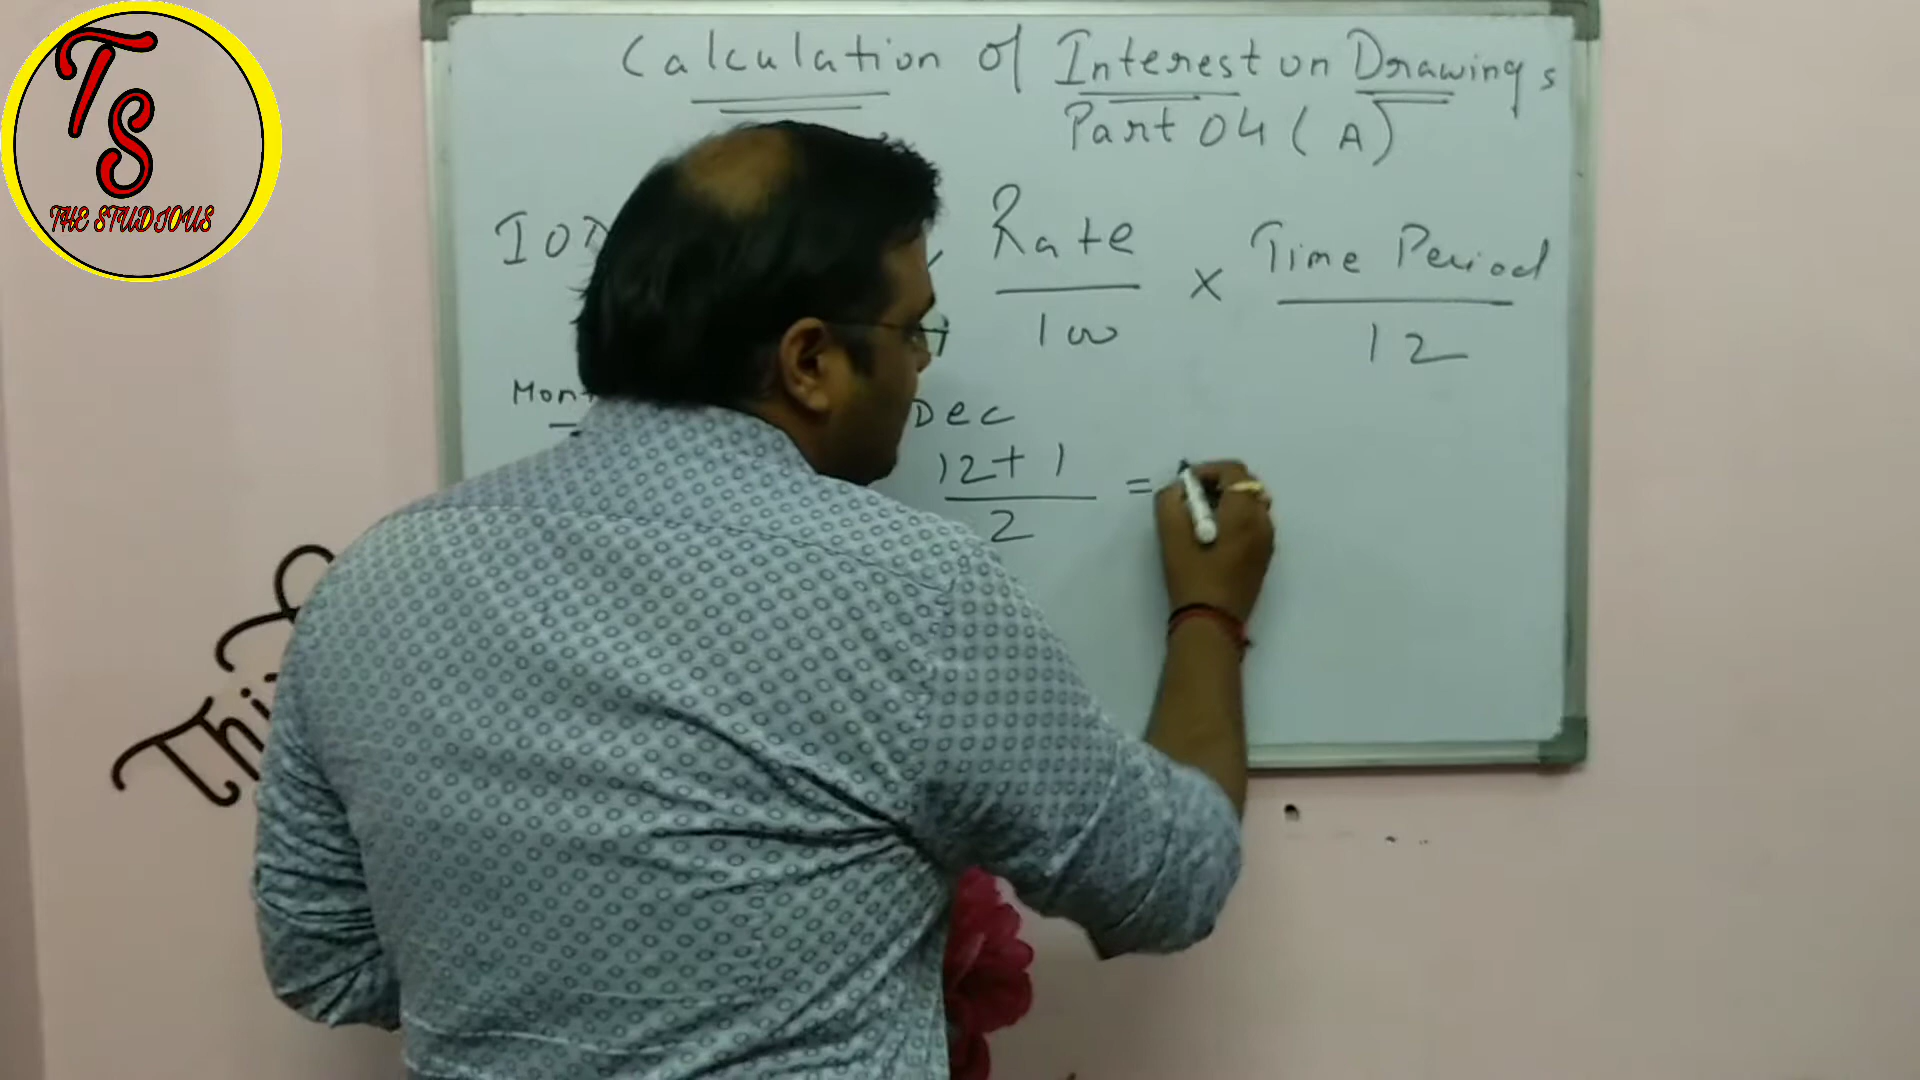 TS
THE STUDIOUS
Calculation of Interest on Drawings
Part 04 (A)
IO
Rate
100
×
Time Period
12
Mont
Dec
12+1
2
=
Thi